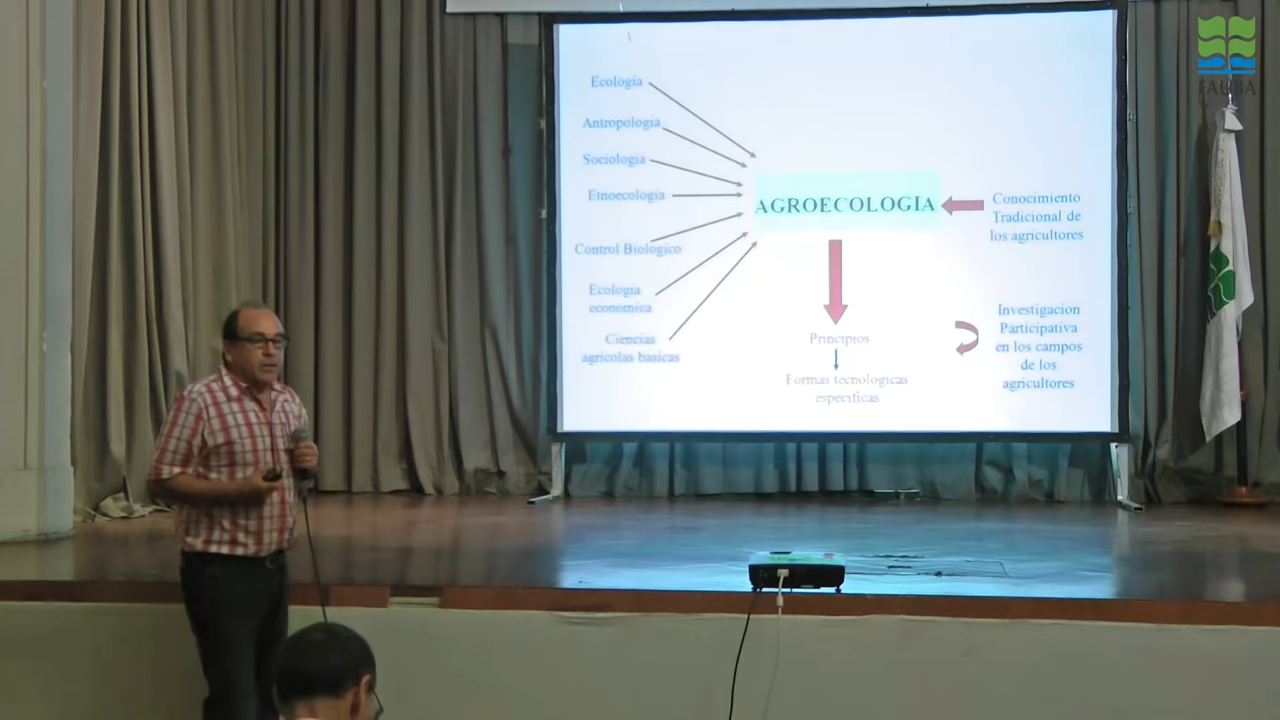 FAUBA
Ecologia
Antropologia
Sociologia
Etnoecologia
Control Biologico
Ecologia
economica
Ciencias
agricolas basicas
AGROECOLOGIA
Principios
Formas tecnologicas
especificas
Conocimiento
Tradicional de
los agricultores
Investigacion
Participativa
en los campos
de los
agricultores